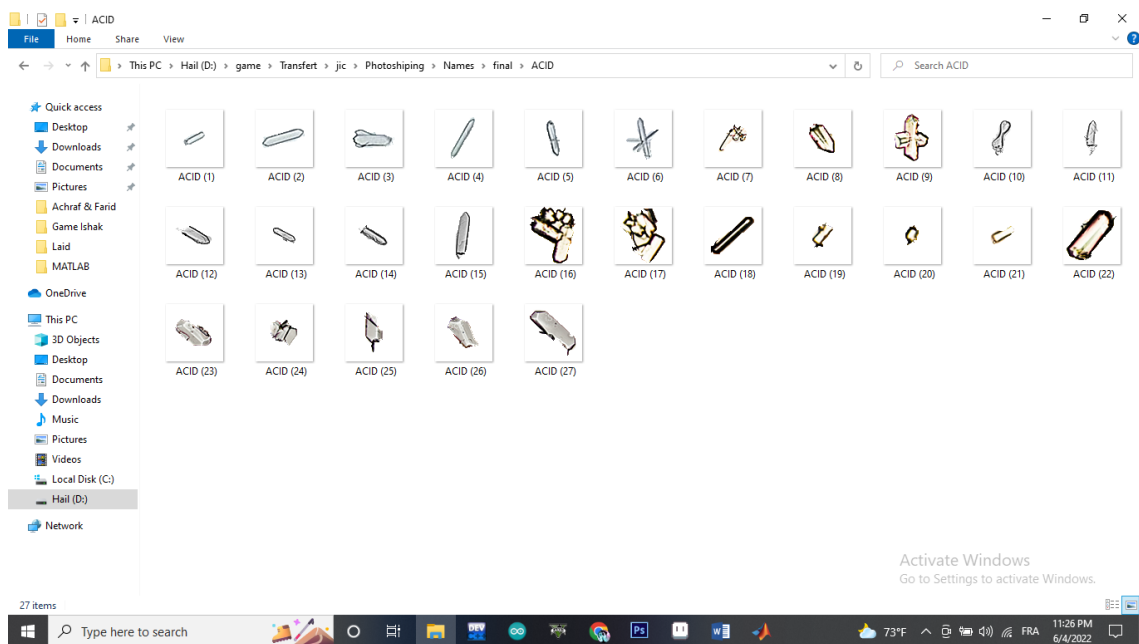 ACID
File Home Share View
This PC > Hail (D:) > game > Transfert > jic > Photoshiping > Names > final > ACID
Search ACID
Quick access
Desktop
Downloads
Documents
Pictures
Achraf & Farid
Game Ishak
Laid
MATLAB
OneDrive
This PC
3D Objects
Desktop
Documents
Downloads
Music
Pictures
Videos
Local Disk (C:)
Hail (D:)
Network
ACID (1) ACID (2) ACID (3) ACID (4) ACID (5) ACID (6) ACID (7) ACID (8) ACID (9) ACID (10) ACID (11)
ACID (12) ACID (13) ACID (14) ACID (15) ACID (16) ACID (17) ACID (18) ACID (19) ACID (20) ACID (21) ACID (22)
ACID (23) ACID (24) ACID (25) ACID (26) ACID (27)
Activate Windows
Go to Settings to activate Windows.
27 items
Type here to search
DEV
Ps
W
73°F
FRA
11:26 PM
6/4/2022